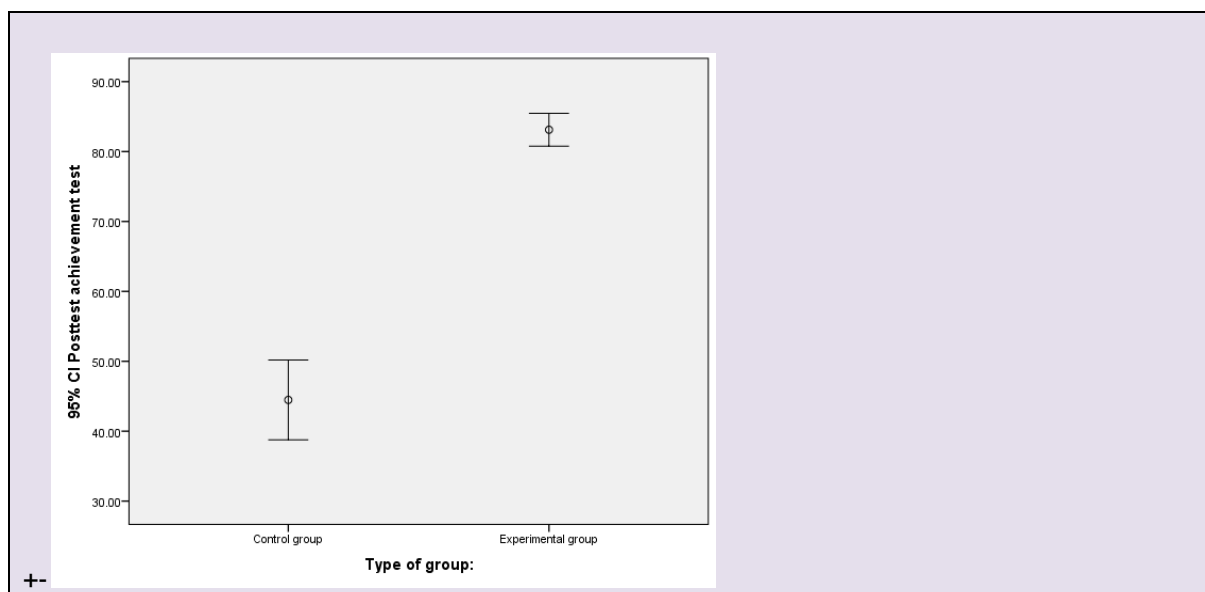 95% CI Posttest achievement test
90.00
80.00
70.00
60.00
50.00
40.00
30.00
Control group
Experimental group
Type of group:
+-